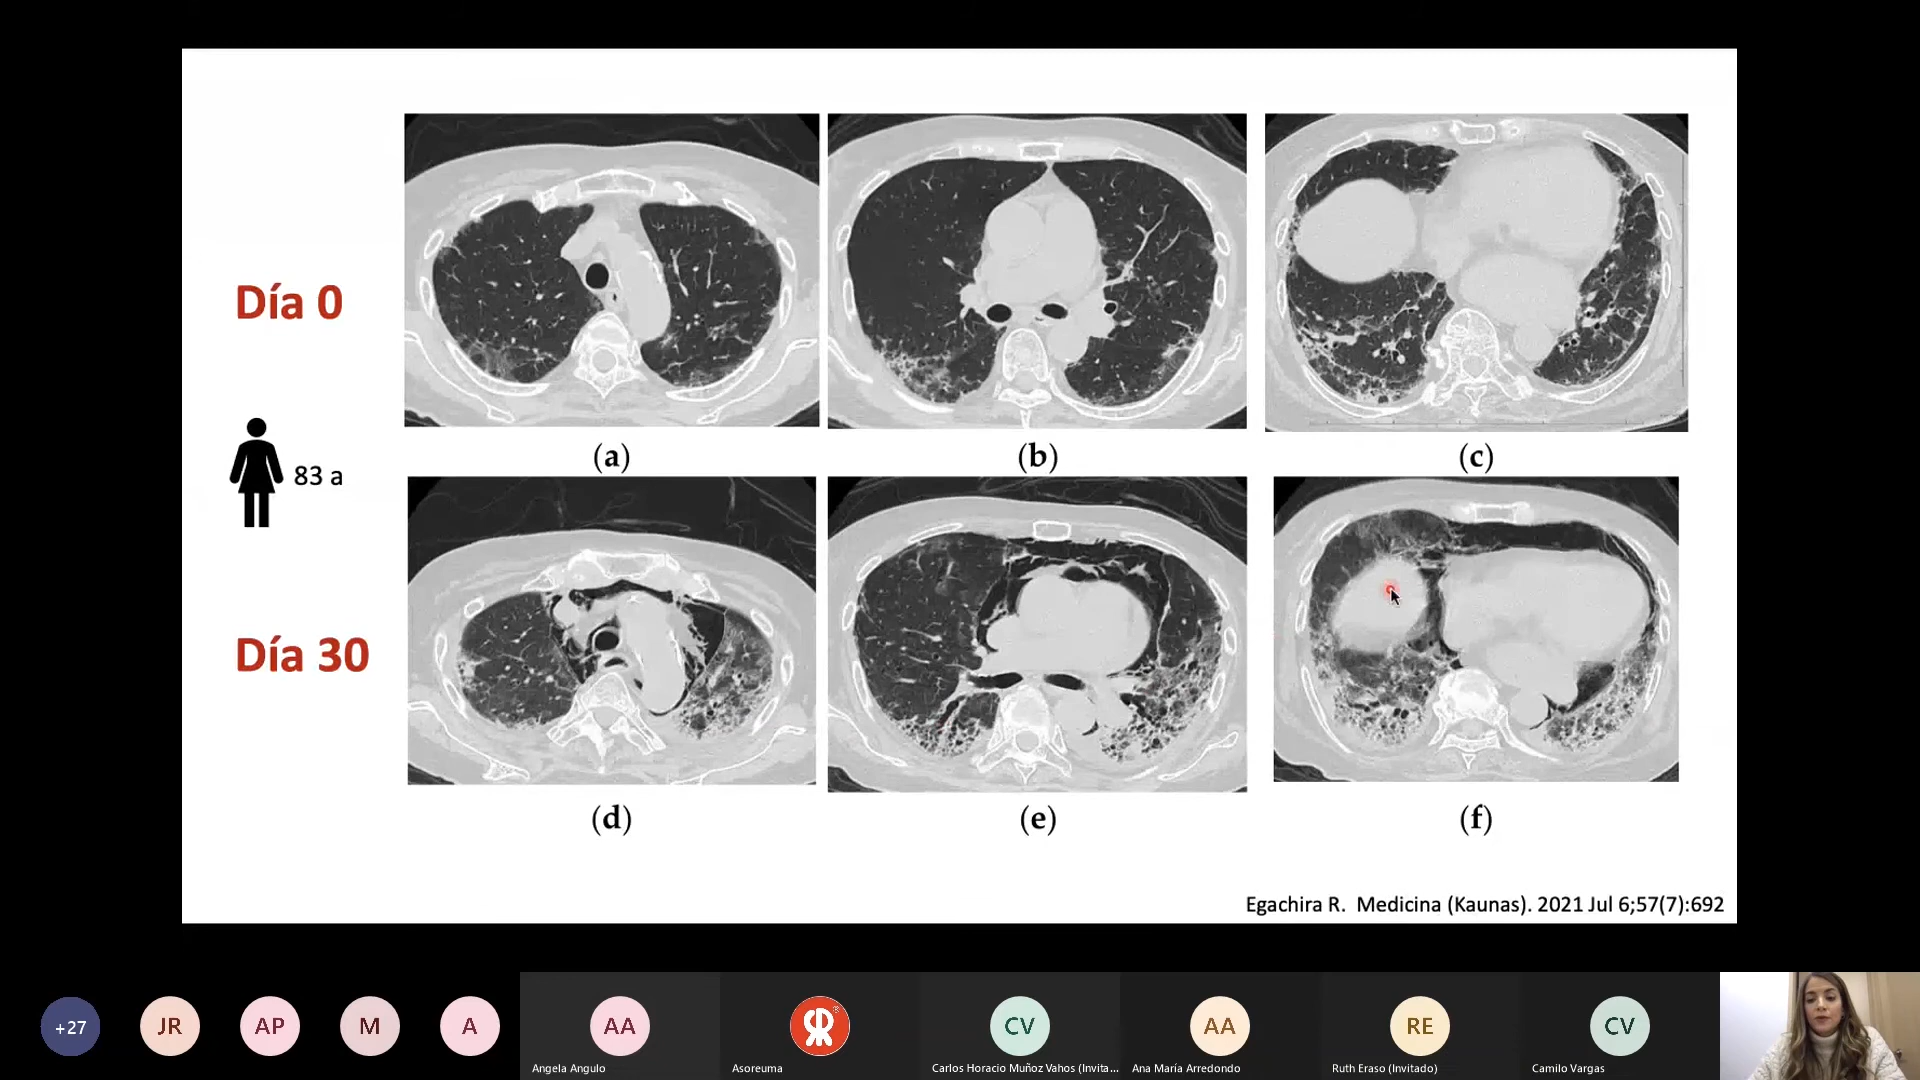 Día 0
(a)
(b)
(c)
83 a
Día 30
(d)
(e)
(f)
Egachira R. Medicina (Kaunas). 2021 Jul 6;57(7):692
+27
JR
AP
M
A
AA
CV
AA
RE
CV
Angela Angulo
Asoreuma
Carlos Horacio Muñoz Vahos (Invita...
Ana María Arredondo
Ruth Eraso (Invitado)
Camilo Vargas